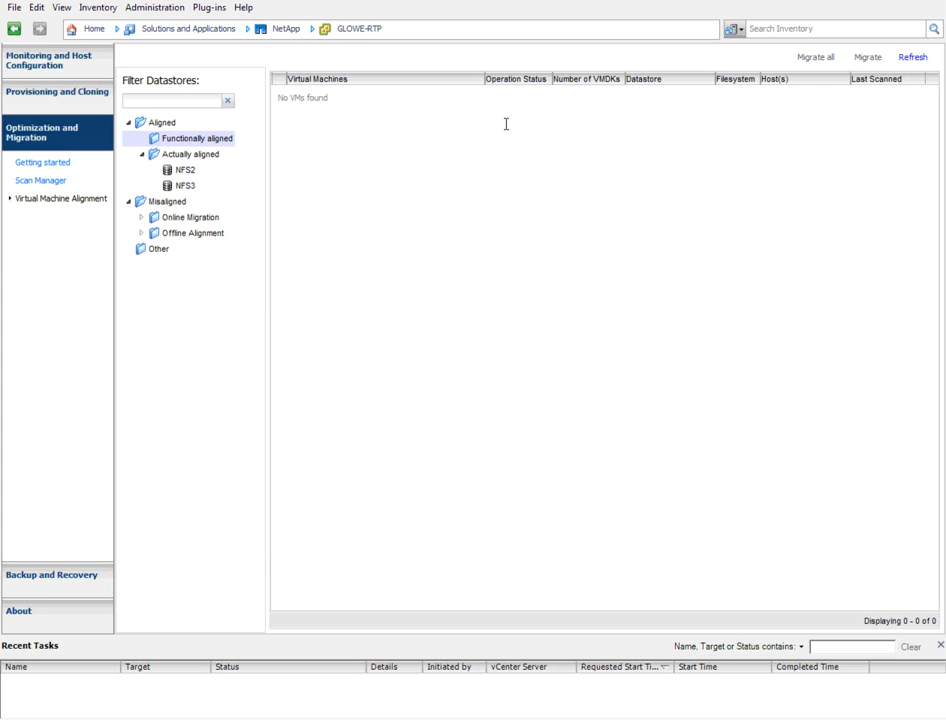 File Edit View Inventory Administration Plug-ins Help
Home Solutions and Applications NetApp GLOWE-RTP Search Inventory
Monitoring and Host
Configuration
Provisioning and Cloning
Optimization and
Migration
Getting started
Scan Manager
Virtual Machine Alignment
Backup and Recovery
About
Filter Datastores:
Aligned
Functionally aligned
Actually aligned
NFS2
NFS3
Misaligned
Online Migration
Offline Alignment
Other
Migrate all Migrate Refresh
Virtual Machines Operation Status Number of VMDKs Datastore Filesystem Host(s) Last Scanned
No VMs found
Displaying 0 - 0 of 0
Recent Tasks Name, Target or Status contains: Clear
Name Target Status Details Initiated by vCenter Server Requested Start Ti... Start Time Completed Time